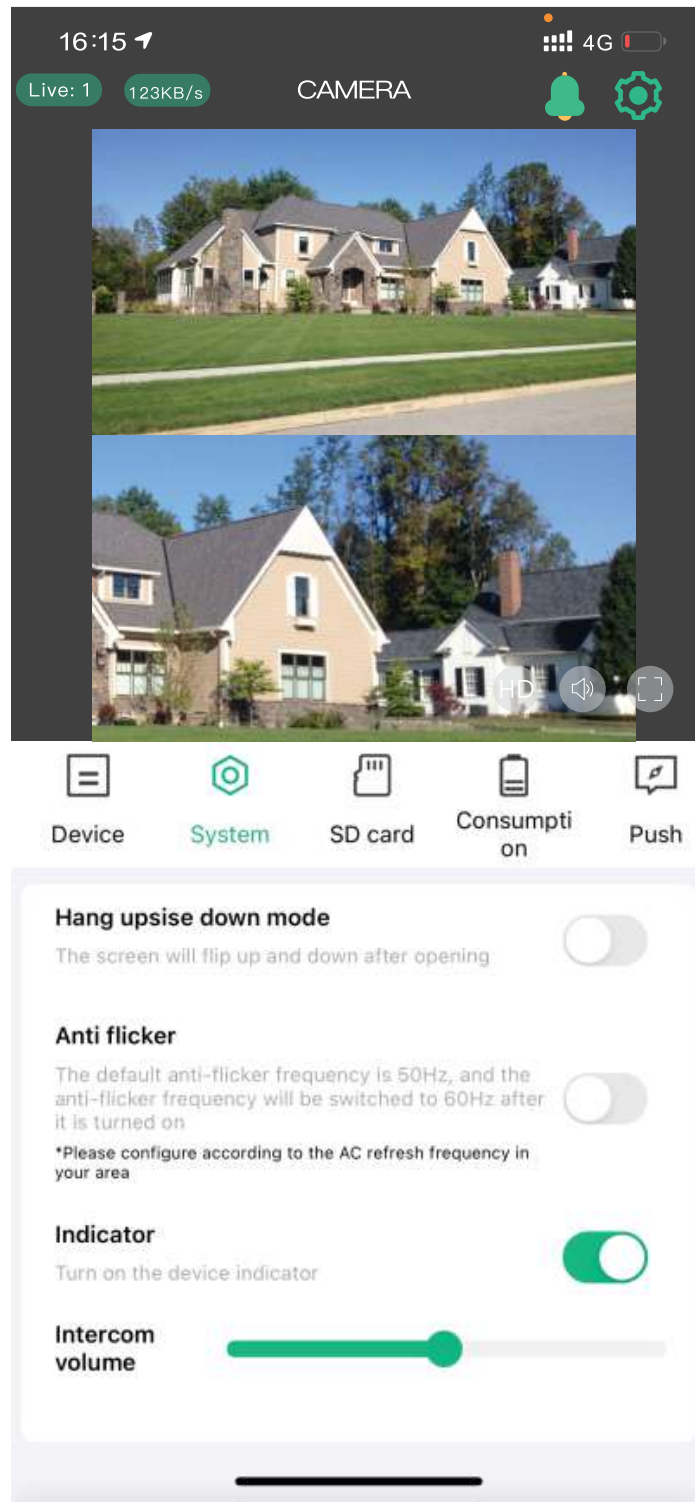 16:15
4G
Live: 1
123KB/s
CAMERA
HD
Device
System
SD card
Consumpti
on
Push
Hang upsise down mode
The screen will flip up and down after opening
Anti flicker
The default anti-flicker frequency is 50Hz, and the
anti-flicker frequency will be switched to 60Hz after
it is turned on
*Please configure according to the AC refresh frequency in
your area
Indicator
Turn on the device indicator
Intercom
volume